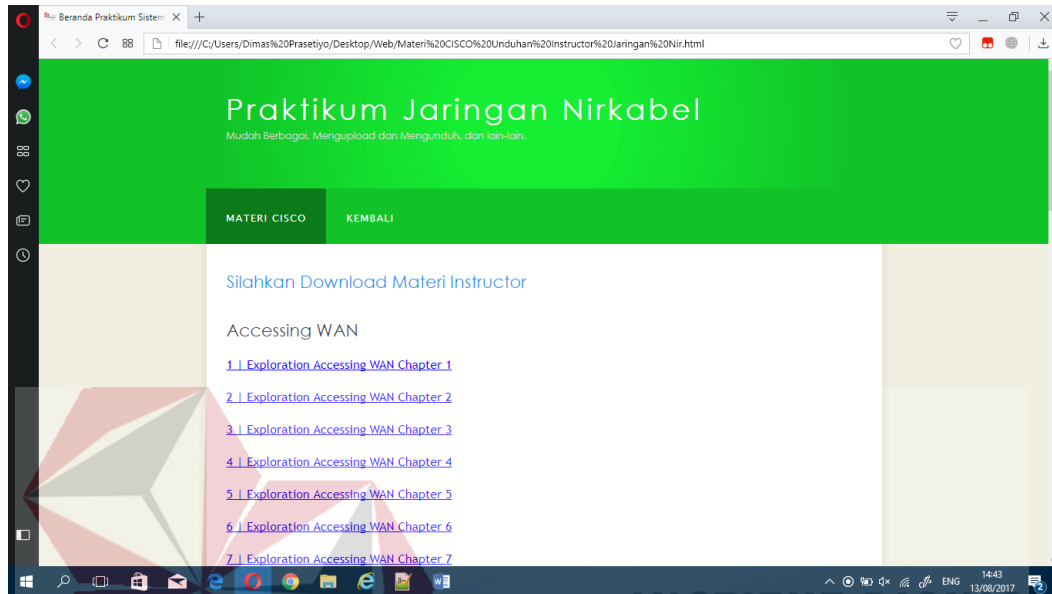 Beranda Praktikum Sistem
file:///C:/Users/Dimas%20Prasetiyo/Desktop/Web/Materi%20CISCO%20Unduhan%20Instructor%20Jaringan%20Nir.html
Praktikum Jaringan Nirkabel
Mudah Berbagai, Mengupload dan Mengunduh, dan lain-lain.
MATERI CISCO KEMBALI
Silahkan Download Materi Instructor
Accessing WAN
1 | Exploration Accessing WAN Chapter 1
2 | Exploration Accessing WAN Chapter 2
3 | Exploration Accessing WAN Chapter 3
4 | Exploration Accessing WAN Chapter 4
5 | Exploration Accessing WAN Chapter 5
6 | Exploration Accessing WAN Chapter 6
7 | Exploration Accessing WAN Chapter 7
ENG
14:43
13/08/2017
2